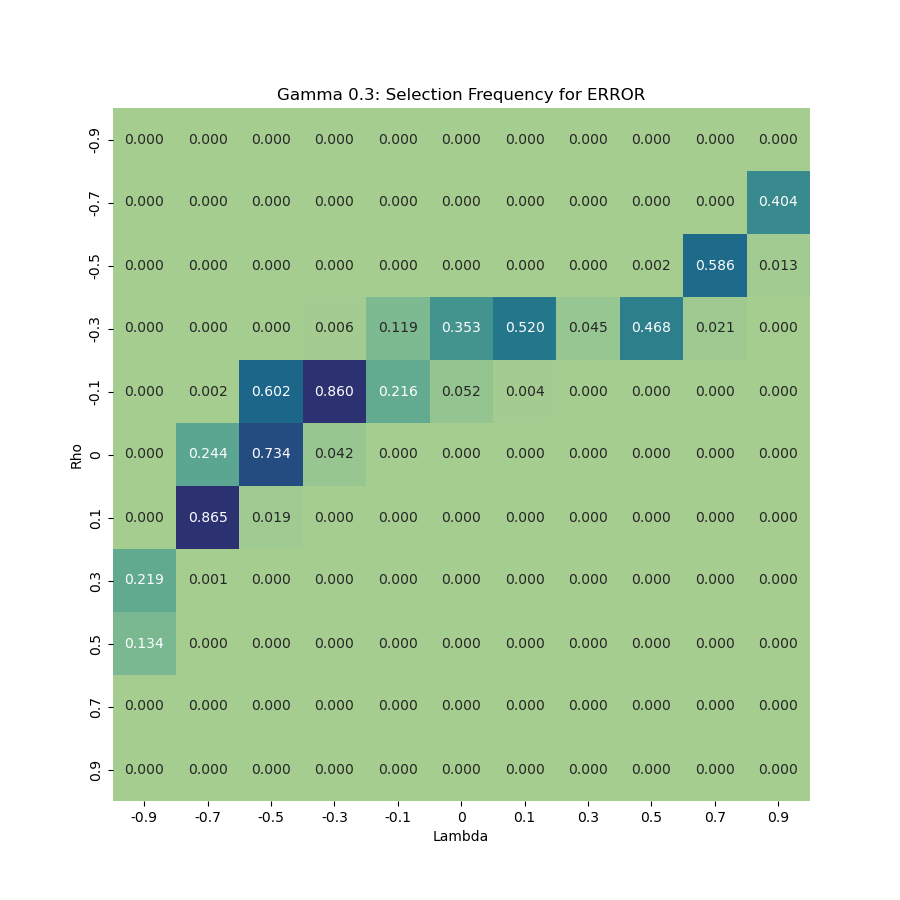 Gamma 0.3: Selection Frequency for ERROR
-0.9 0.000 0.000 0.000 0.000 0.000 0.000 0.000 0.000 0.000 0.000 0.000
-0.7 0.000 0.000 0.000 0.000 0.000 0.000 0.000 0.000 0.000 0.000 0.404
-0.5 0.000 0.000 0.000 0.000 0.000 0.000 0.000 0.000 0.002 0.586 0.013
-0.3 0.000 0.000 0.000 0.006 0.119 0.353 0.520 0.045 0.468 0.021 0.000
-0.1 0.000 0.002 0.602 0.860 0.216 0.052 0.004 0.000 0.000 0.000 0.000
Rho
0 0.000 0.244 0.734 0.042 0.000 0.000 0.000 0.000 0.000 0.000 0.000
0.1 0.000 0.865 0.019 0.000 0.000 0.000 0.000 0.000 0.000 0.000 0.000
0.3 0.219 0.001 0.000 0.000 0.000 0.000 0.000 0.000 0.000 0.000 0.000
0.5 0.134 0.000 0.000 0.000 0.000 0.000 0.000 0.000 0.000 0.000 0.000
0.7 0.000 0.000 0.000 0.000 0.000 0.000 0.000 0.000 0.000 0.000 0.000
0.9 0.000 0.000 0.000 0.000 0.000 0.000 0.000 0.000 0.000 0.000 0.000
-0.9 -0.7 -0.5 -0.3 -0.1 0 0.1 0.3 0.5 0.7 0.9
Lambda